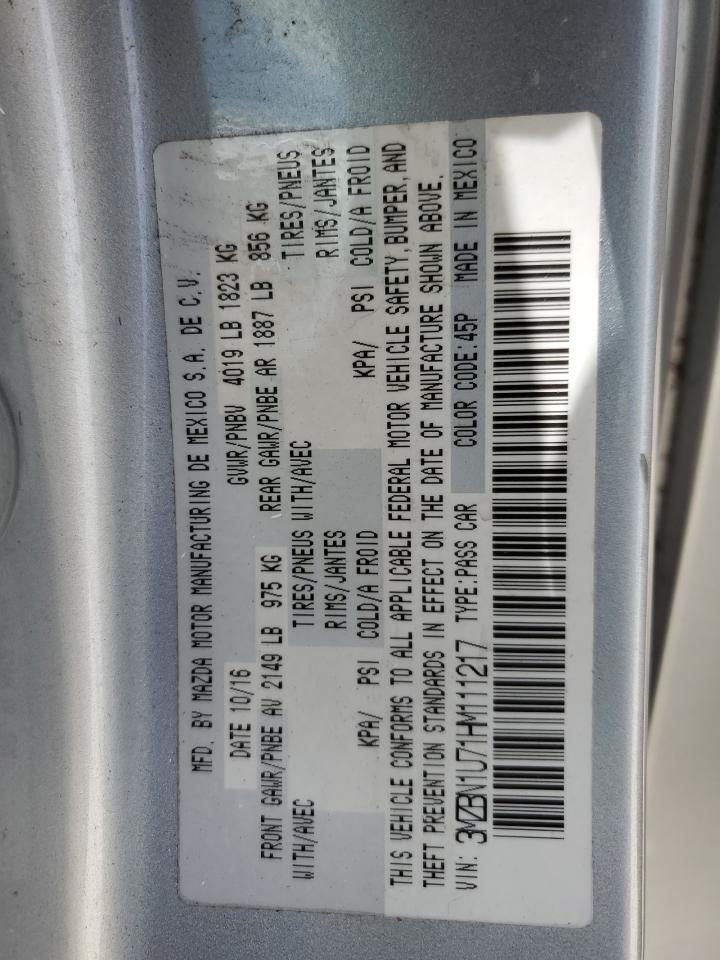 MFD. BY MAZDA MOTOR MANUFACTURING DE MEXICO S.A. DE C.V.
DATE 10/16 GVWR/PNBV 4019 LB 1823 KG
FRONT GAWR/PNBE AV 2149 LB 975 KG REAR GAWR/PNBE AR 1887 LB 856 KG
TIRES/PNEUS WITH/AVEC TIRES/PNEUS
WITH/AVEC RIMS/JANTES RIMS/JANTES
KPA/ PSI COLD/A FROID KPA/ PSI COLD/A FROID
THIS VEHICLE CONFORMS TO ALL APPLICABLE FEDERAL MOTOR VEHICLE SAFETY, BUMPER, AND
THEFT PREVENTION STANDARDS IN EFFECT ON THE DATE OF MANUFACTURE SHOWN ABOVE.
VIN: 3MZBN1U71HM111217 TYPE:PASS CAR COLOR CODE:45P MADE IN MEXICO